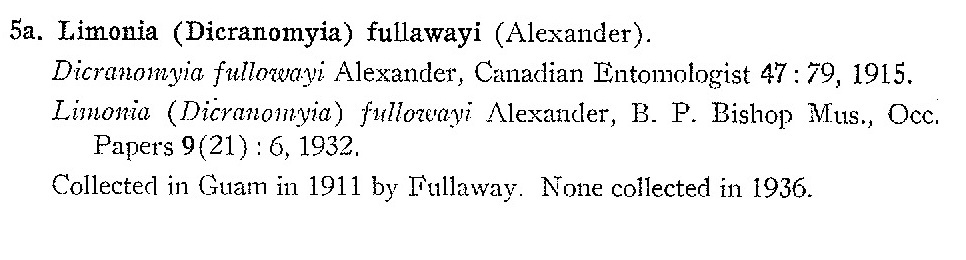 5a. Limonia (Dicranomyia) fullawayi (Alexander).
Dicranomyia fullowayi Alexander, Canadian Entomologist 47: 79, 1915.
Limonia (Dicranomyia) fullowayi Alexander, B. P. Bishop Mus., Occ.
Papers 9(21): 6, 1932.
Collected in Guam in 1911 by Fullaway. None collected in 1936.